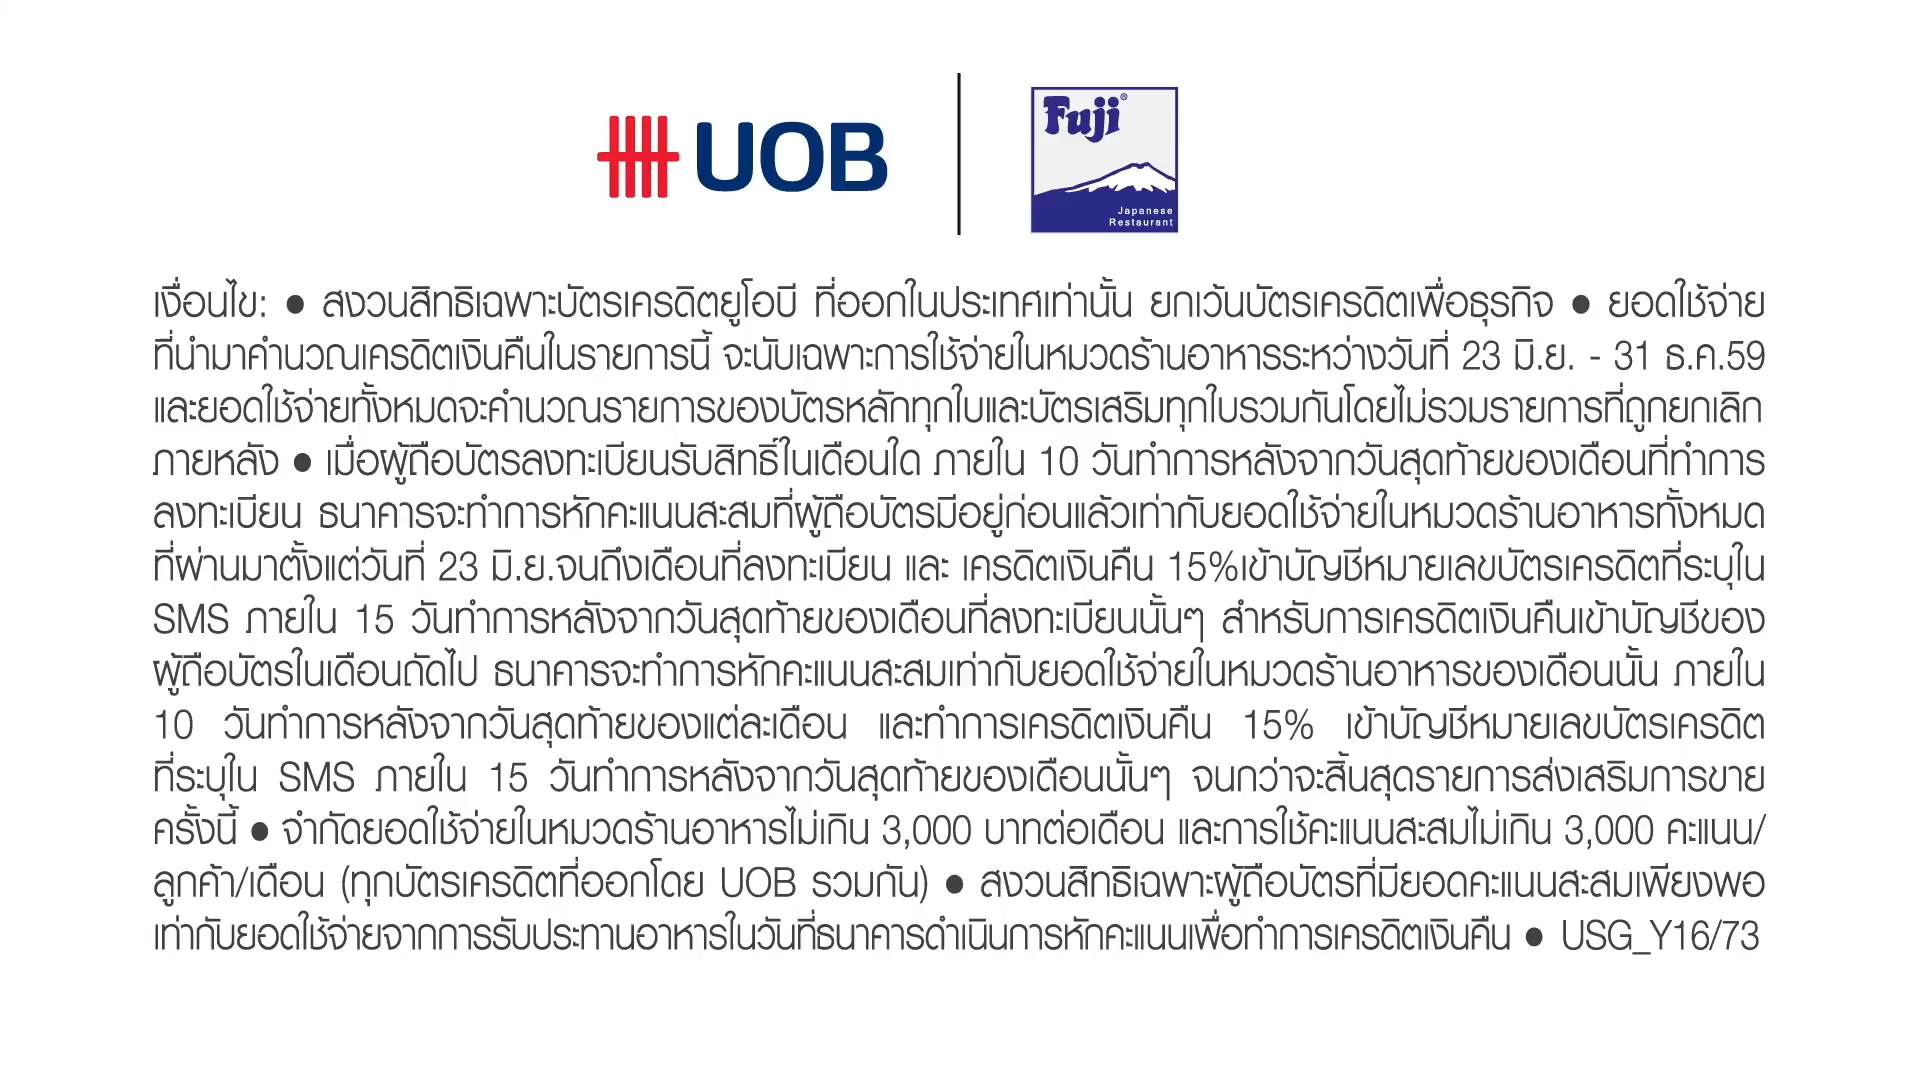 UOB
Fuji®
Japanese
Restaurant
เงื่อนไข: ● สงวนสิทธิเฉพาะบัตรเครดิตยูโอบี ที่ออกในประเทศเท่านั้น ยกเว้นบัตรเครดิตเพื่อธุรกิจ ● ยอดใช้จ่าย
ที่นำมาคำนวณเครดิตเงินคืนในรายการนี้ จะนับเฉพาะการใช้จ่ายในหมวดร้านอาหารระหว่างวันที่ 23 มิ.ย. - 31 ธ.ค.59
และยอดใช้จ่ายทั้งหมดจะคำนวณรายการของบัตรหลักทุกใบและบัตรเสริมทุกใบรวมกันโดยไม่รวมรายการที่ถูกยกเลิก
ภายหลัง ● เมื่อผู้ถือบัตรลงทะเบียนรับสิทธิ์ในเดือนใด ภายใน 10 วันทำการหลังจากวันสุดท้ายของเดือนที่ทำการ
ลงทะเบียน ธนาคารจะทำการหักคะแนนสะสมที่ผู้ถือบัตรมีอยู่ก่อนแล้วเท่ากับยอดใช้จ่ายในหมวดร้านอาหารทั้งหมด
ที่ผ่านมาตั้งแต่วันที่ 23 มิ.ย.จนถึงเดือนที่ลงทะเบียน และ เครดิตเงินคืน 15%เข้าบัญชีหมายเลขบัตรเครดิตที่ระบุใน
SMS ภายใน 15 วันทำการหลังจากวันสุดท้ายของเดือนที่ลงทะเบียนนั้นๆ สำหรับการเครดิตเงินคืนเข้าบัญชีของ
ผู้ถือบัตรในเดือนถัดไป ธนาคารจะทำการหักคะแนนสะสมเท่ากับยอดใช้จ่ายในหมวดร้านอาหารของเดือนนั้น ภายใน
10 วันทำการหลังจากวันสุดท้ายของแต่ละเดือน และทำการเครดิตเงินคืน 15% เข้าบัญชีหมายเลขบัตรเครดิต
ที่ระบุใน SMS ภายใน 15 วันทำการหลังจากวันสุดท้ายของเดือนนั้นๆ จนกว่าจะสิ้นสุดรายการส่งเสริมการขาย
ครั้งนี้ ● จำกัดยอดใช้จ่ายในหมวดร้านอาหารไม่เกิน 3,000 บาทต่อเดือน และการใช้คะแนนสะสมไม่เกิน 3,000 คะแนน/
ลูกค้า/เดือน (ทุกบัตรเครดิตที่ออกโดย UOB รวมกัน) ● สงวนสิทธิเฉพาะผู้ถือบัตรที่มียอดคะแนนสะสมเพียงพอ
เท่ากับยอดใช้จ่ายจากการรับประทานอาหารในวันที่ธนาคารดำเนินการหักคะแนนเพื่อทำการเครดิตเงินคืน ● USG_Y16/73